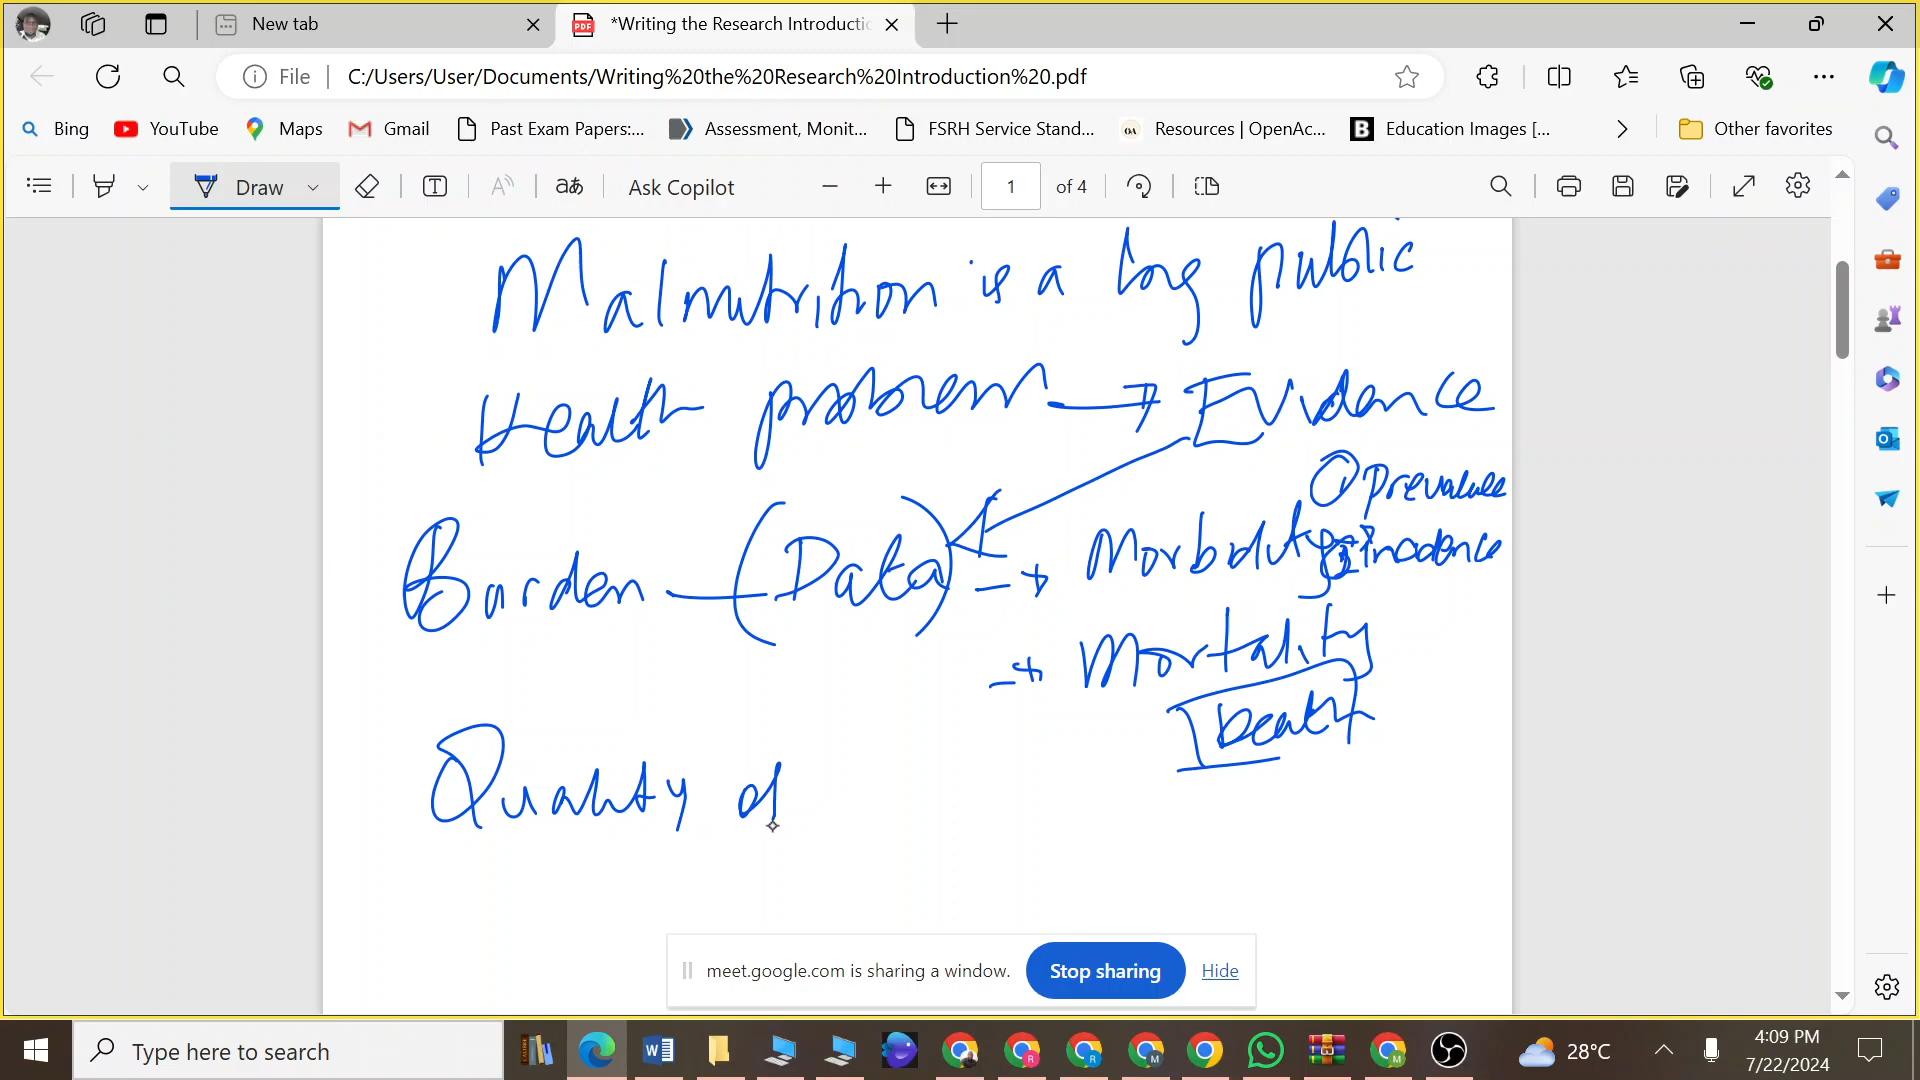 New tab
*Writing the Research Introductic
File
C:/Users/User/Documents/Writing%20the%20Research%20Introduction%20.pdf
Bing
YouTube
Maps
Gmail
Past Exam Papers:...
Assessment, Monit...
FSRH Service Stand...
Resources | OpenAc...
Education Images [...
Other favorites
Draw
Ask Copilot
1 of 4
Malnutrition is a long public
Health problem → Evidence
① Prevalence
Burden — (Data) → Morbidity ② incidence
→ Mortality
Death
Quality of
meet.google.com is sharing a window.
Stop sharing
Hide
Type here to search
28°C
4:09 PM
7/22/2024